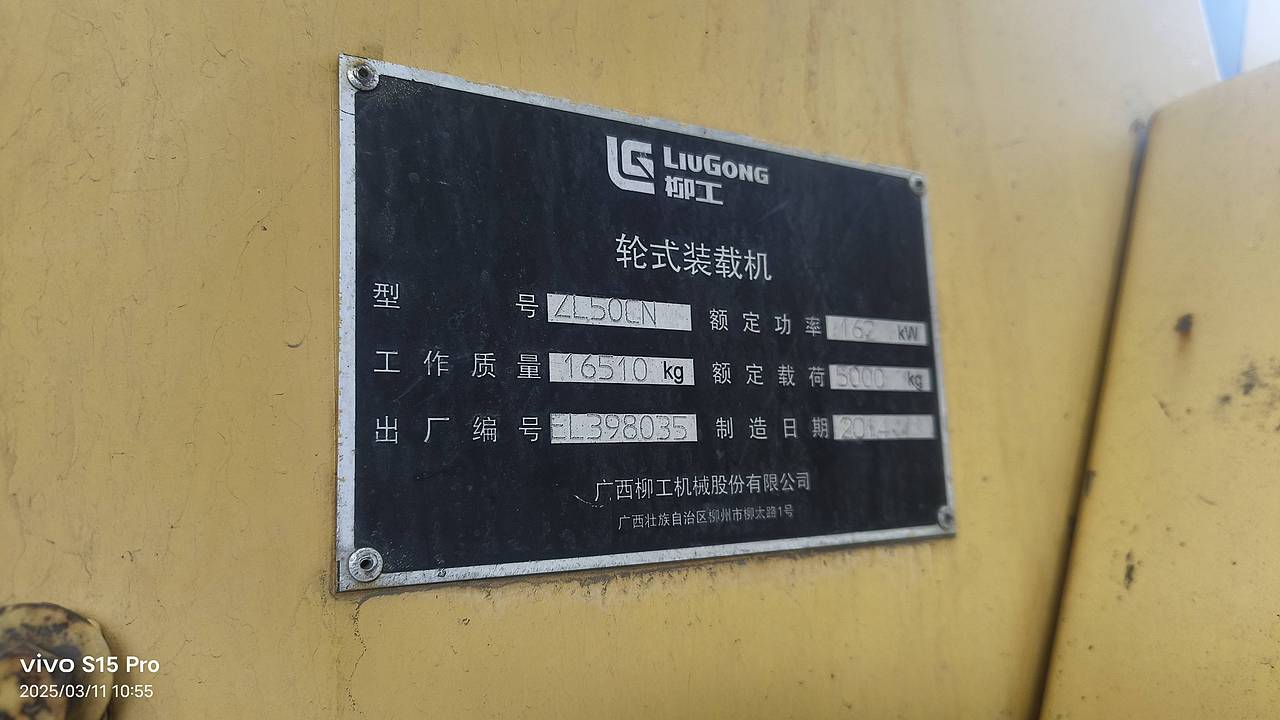 LIUGONG
柳工
轮式装载机
型号 ZL50CN 额定功率 162 kW
工作质量 16510 kg 额定载荷 5000 kg
出厂编号 EL398035 制造日期
广西柳工机械股份有限公司
广西壮族自治区柳州市柳太路1号
vivo S15 Pro
2025/03/11 10:55